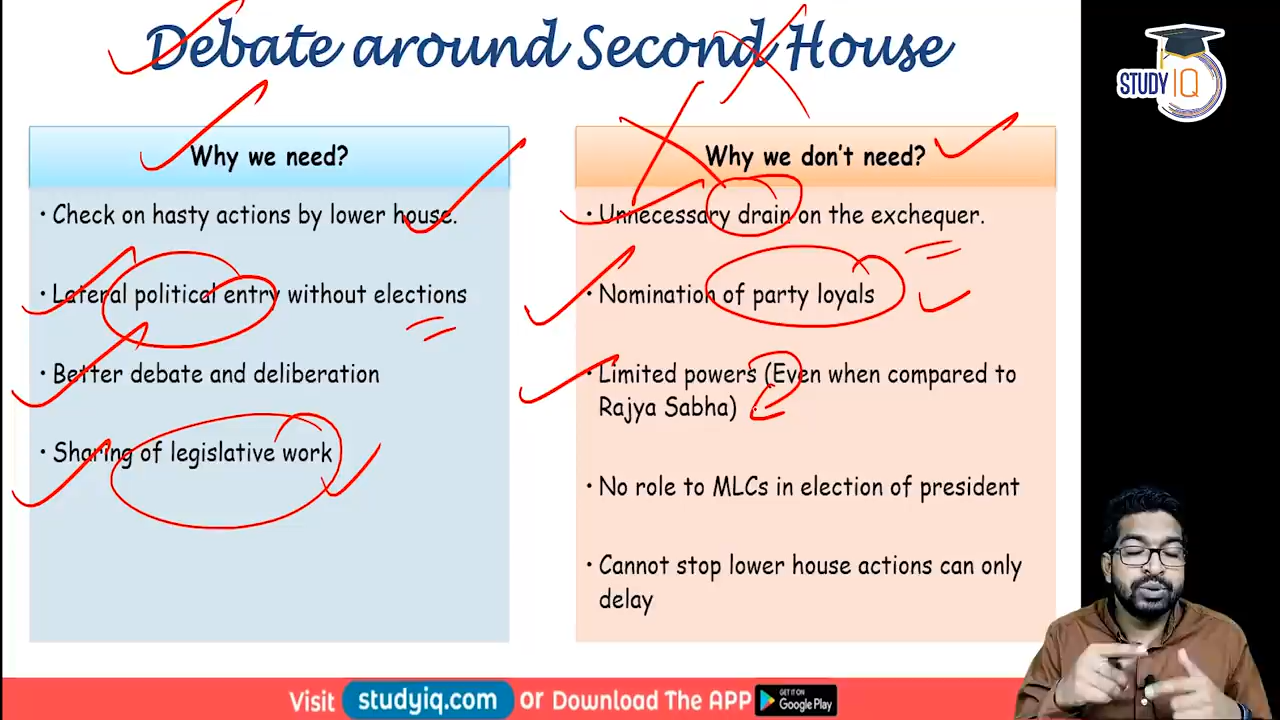 Debate around Second House
STUDY IQ
Why we need?
• Check on hasty actions by lower house.
• Lateral political entry without elections
• Better debate and deliberation
• Sharing of legislative work
Why we don't need?
• Unnecessary drain on the exchequer.
• Nomination of party loyals
• Limited powers (Even when compared to
Rajya Sabha)
• No role to MLCs in election of president
• Cannot stop lower house actions can only
delay
Visit studyiq.com or Download The APP GET IT ON Google Play